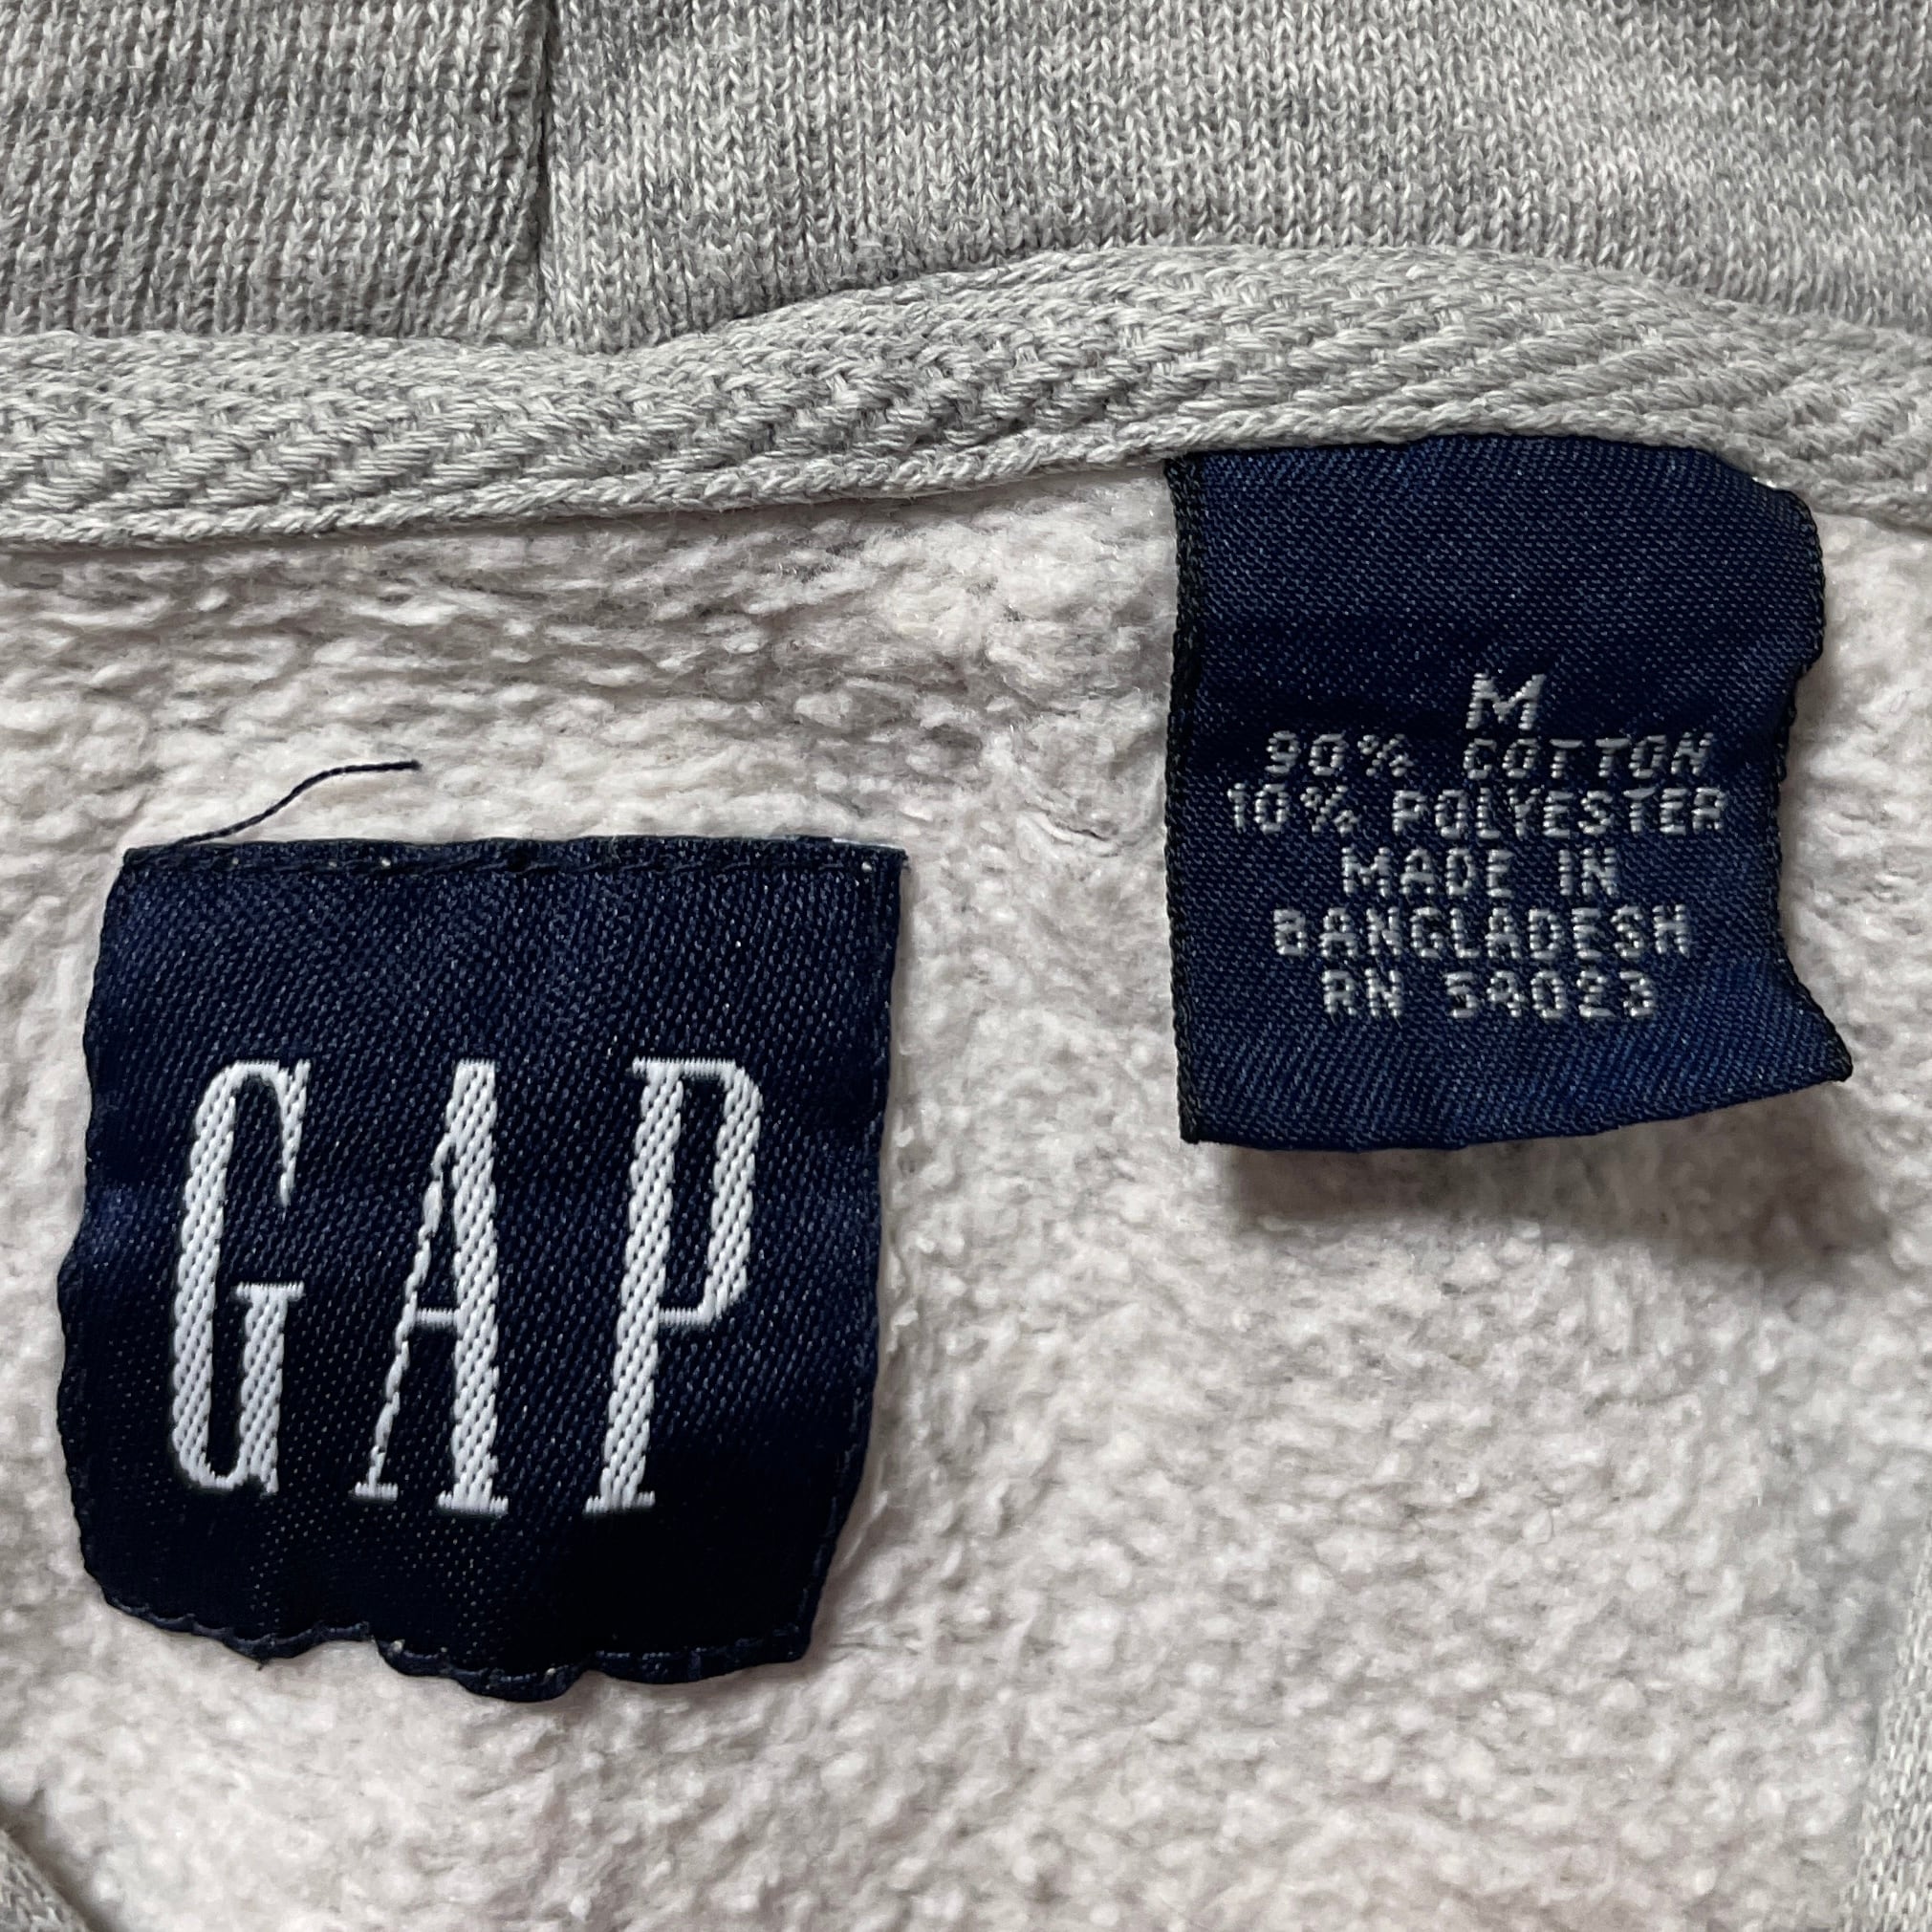 GAP
M
90% COTTON
10% POLYESTER
MADE IN
BANGLADESH
RN 54023